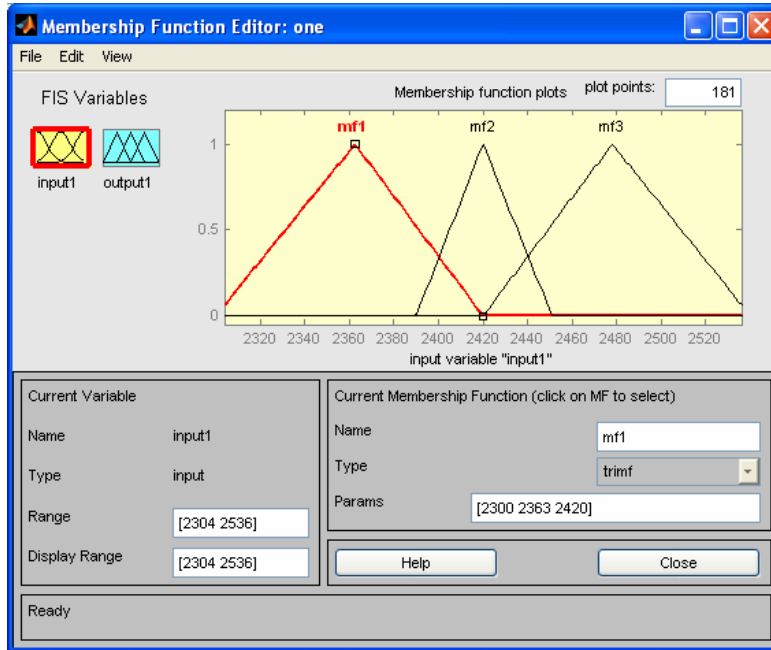 Membership Function Editor: one
File Edit View
FIS Variables
Membership function plots plot points: 181
input1 output1
mf1 mf2 mf3
1
0.5
0
2320 2340 2360 2380 2400 2420 2440 2460 2480 2500 2520
input variable "input1"
Current Variable
Name input1
Type input
Range [2304 2536]
Display Range [2304 2536]
Current Membership Function (click on MF to select)
Name mf1
Type trimf
Params [2300 2363 2420]
Help Close
Ready